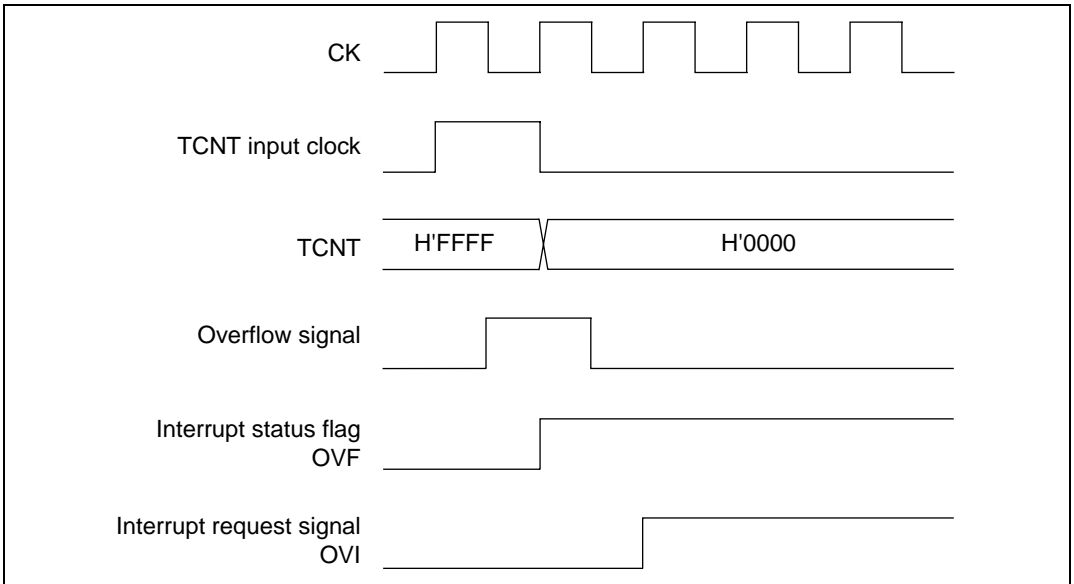 CK
TCNT input clock
TCNT
H'FFFF
H'0000
Overflow signal
Interrupt status flag
OVF
Interrupt request signal
OVI